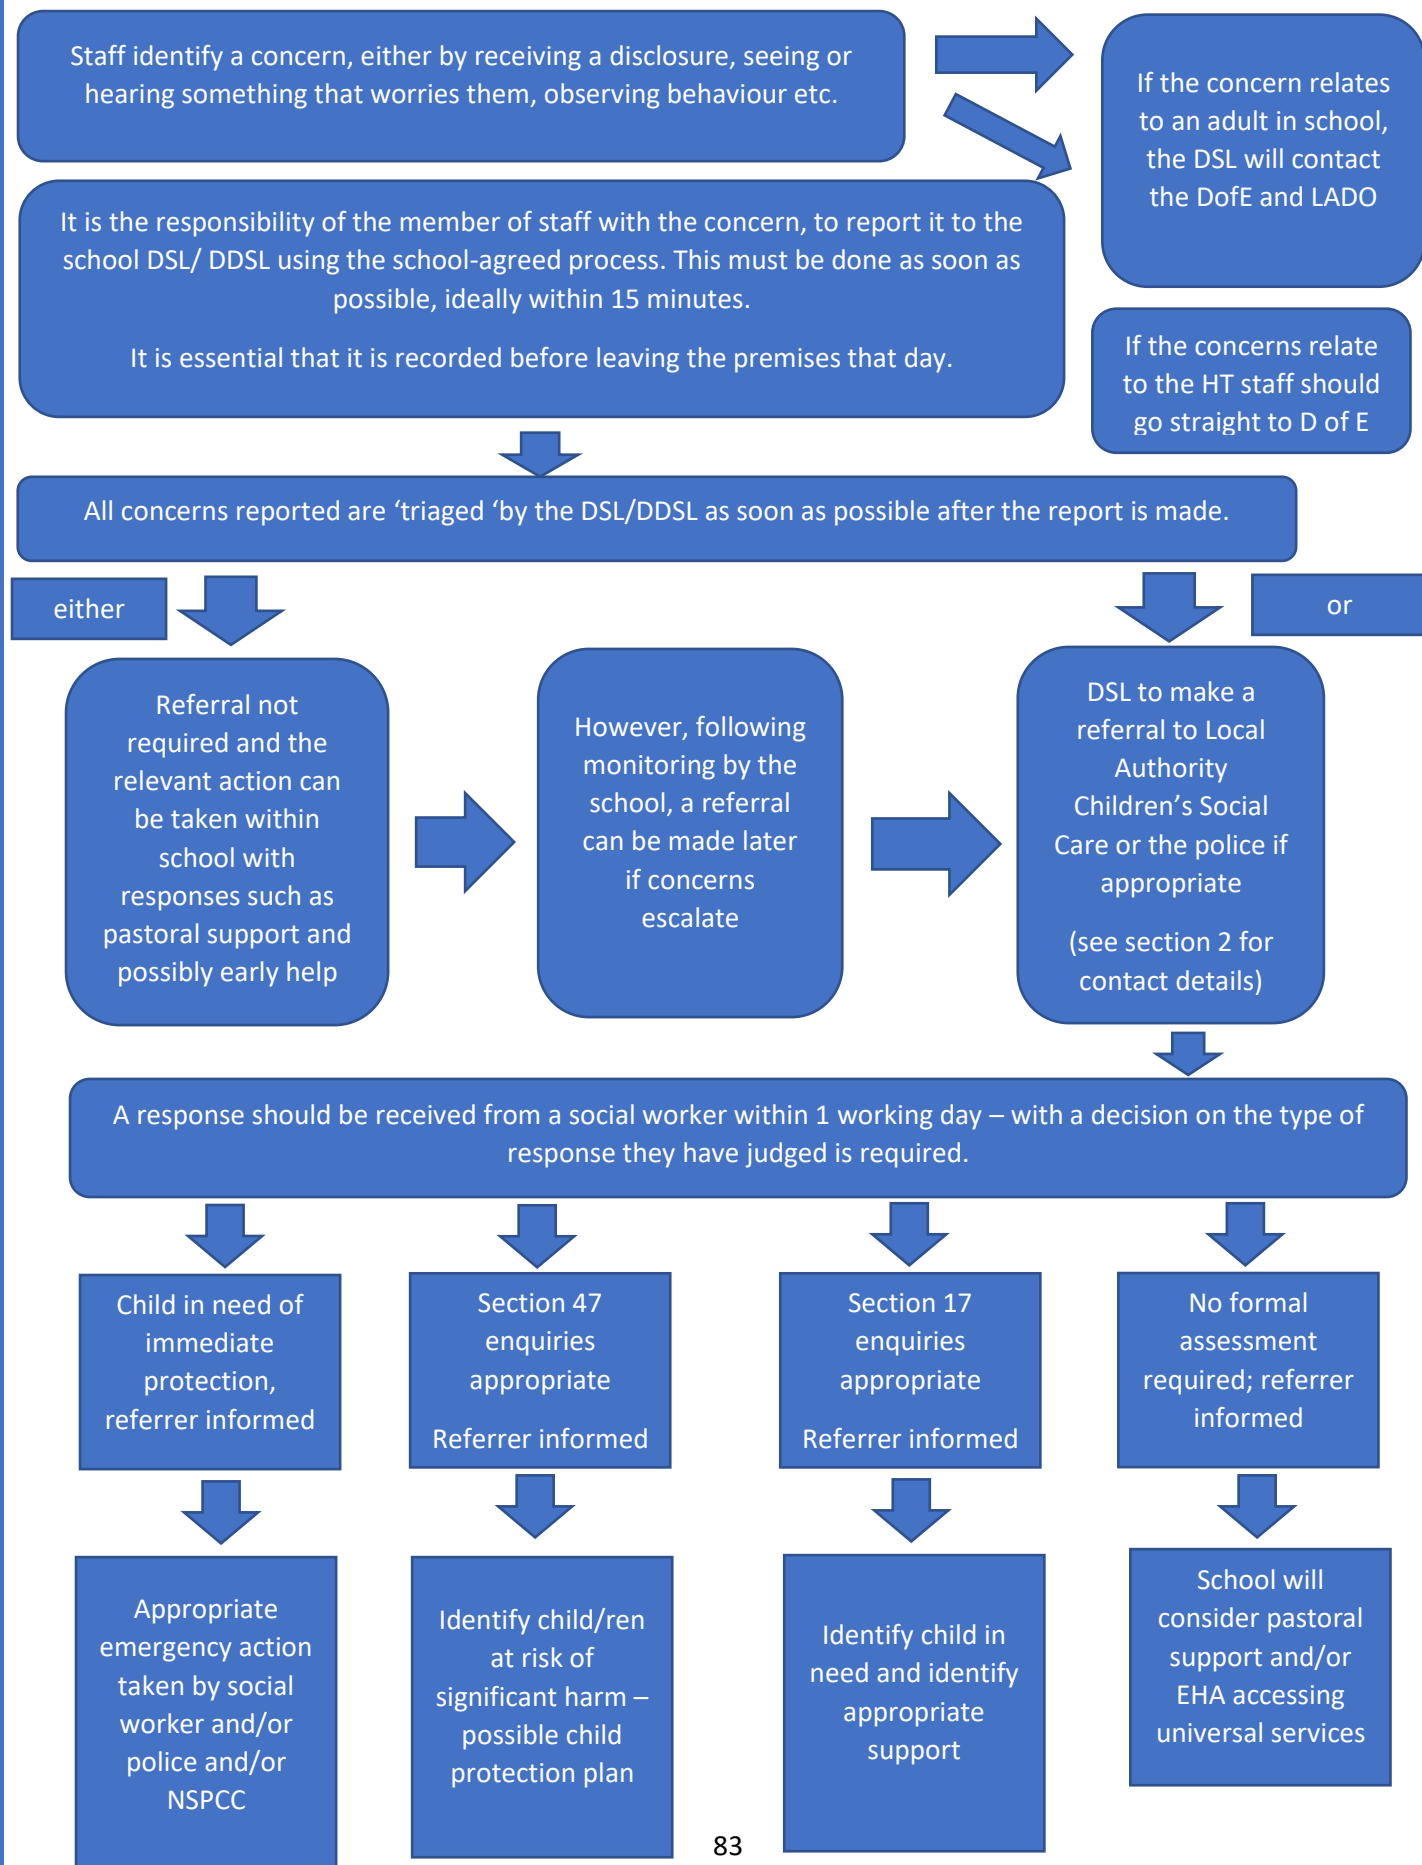 Staff identify a concern, either by receiving a disclosure, seeing or
hearing something that worries them, observing behaviour etc.
If the concern relates
to an adult in school,
the DSL will contact
the DofE and LADO
It is the responsibility of the member of staff with the concern, to report it to the
school DSL/ DDSL using the school-agreed process. This must be done as soon as
possible, ideally within 15 minutes.
It is essential that it is recorded before leaving the premises that day.
If the concerns relate
to the HT staff should
go straight to D of E
All concerns reported are ‘triaged ‘by the DSL/DDSL as soon as possible after the report is made.
either
or
Referral not
required and the
relevant action can
be taken within
school with
responses such as
pastoral support and
possibly early help
However, following
monitoring by the
school, a referral
can be made later
if concerns
escalate
DSL to make a
referral to Local
Authority
Children’s Social
Care or the police if
appropriate
(see section 2 for
contact details)
A response should be received from a social worker within 1 working day – with a decision on the type of
response they have judged is required.
Child in need of
immediate
protection,
referrer informed
Section 47
enquiries
appropriate
Referrer informed
Section 17
enquiries
appropriate
Referrer informed
No formal
assessment
required; referrer
informed
Appropriate
emergency action
taken by social
worker and/or
police and/or
NSPCC
Identify child/ren
at risk of
significant harm –
possible child
protection plan
Identify child in
need and identify
appropriate
support
School will
consider pastoral
support and/or
EHA accessing
universal services
83